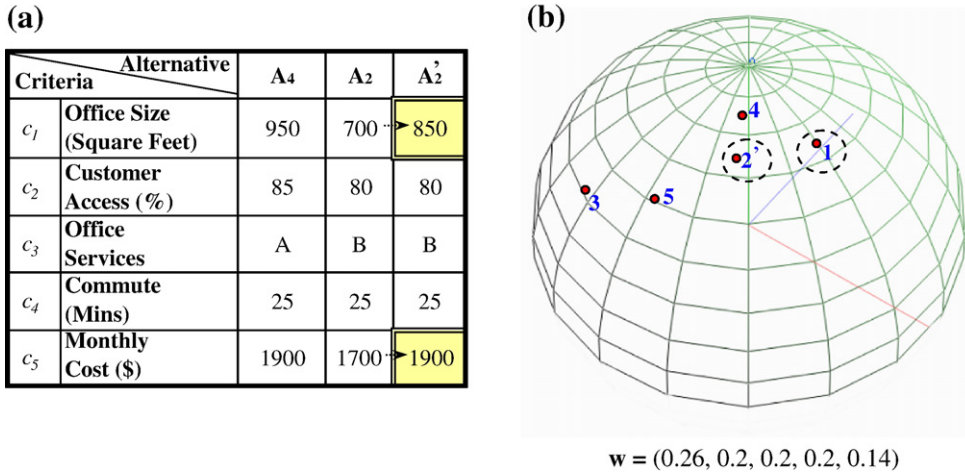 (a)
Alternative
Criteria
A4 A2 A'2
c1 Office Size (Square Feet) 950 700 850
c2 Customer Access (%) 85 80 80
c3 Office Services A B B
c4 Commute (Mins) 25 25 25
c5 Monthly Cost ($) 1900 1700 1900
(b)
4
2'
1
3
5
w = (0.26, 0.2, 0.2, 0.2, 0.14)